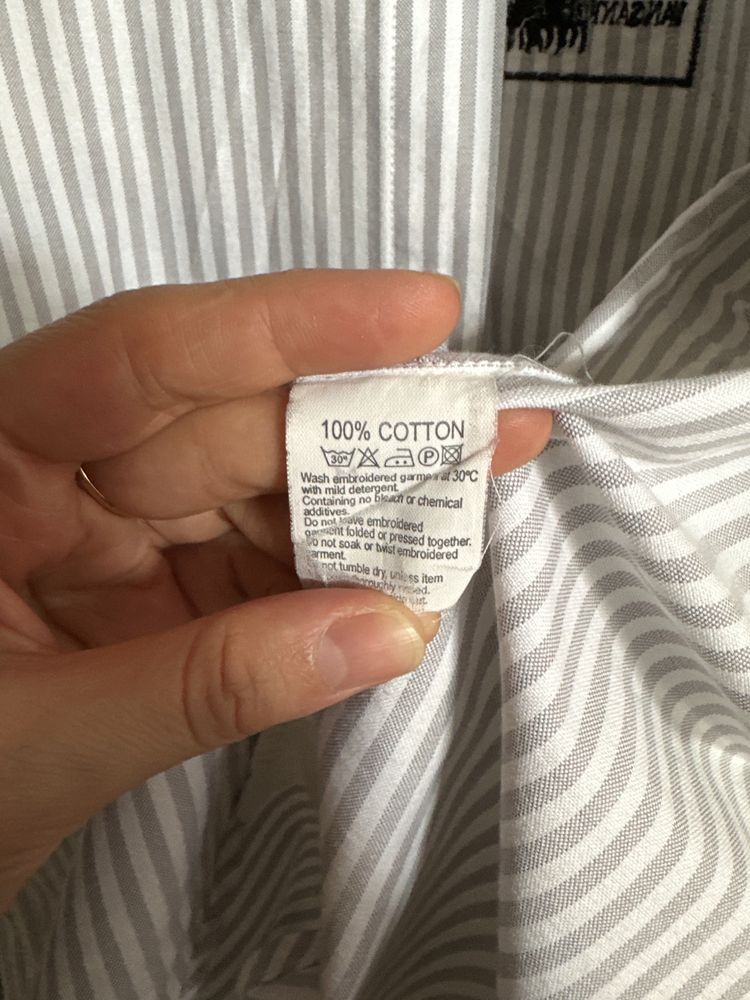 100% COTTON
30° P
Wash embroidered garment at 30°C
with mild detergent.
Containing no bleach or chemical
additives.
Do not leave embroidered
garment folded or pressed together.
Do not soak or twist embroidered
garment.
not tumble dry, unless item